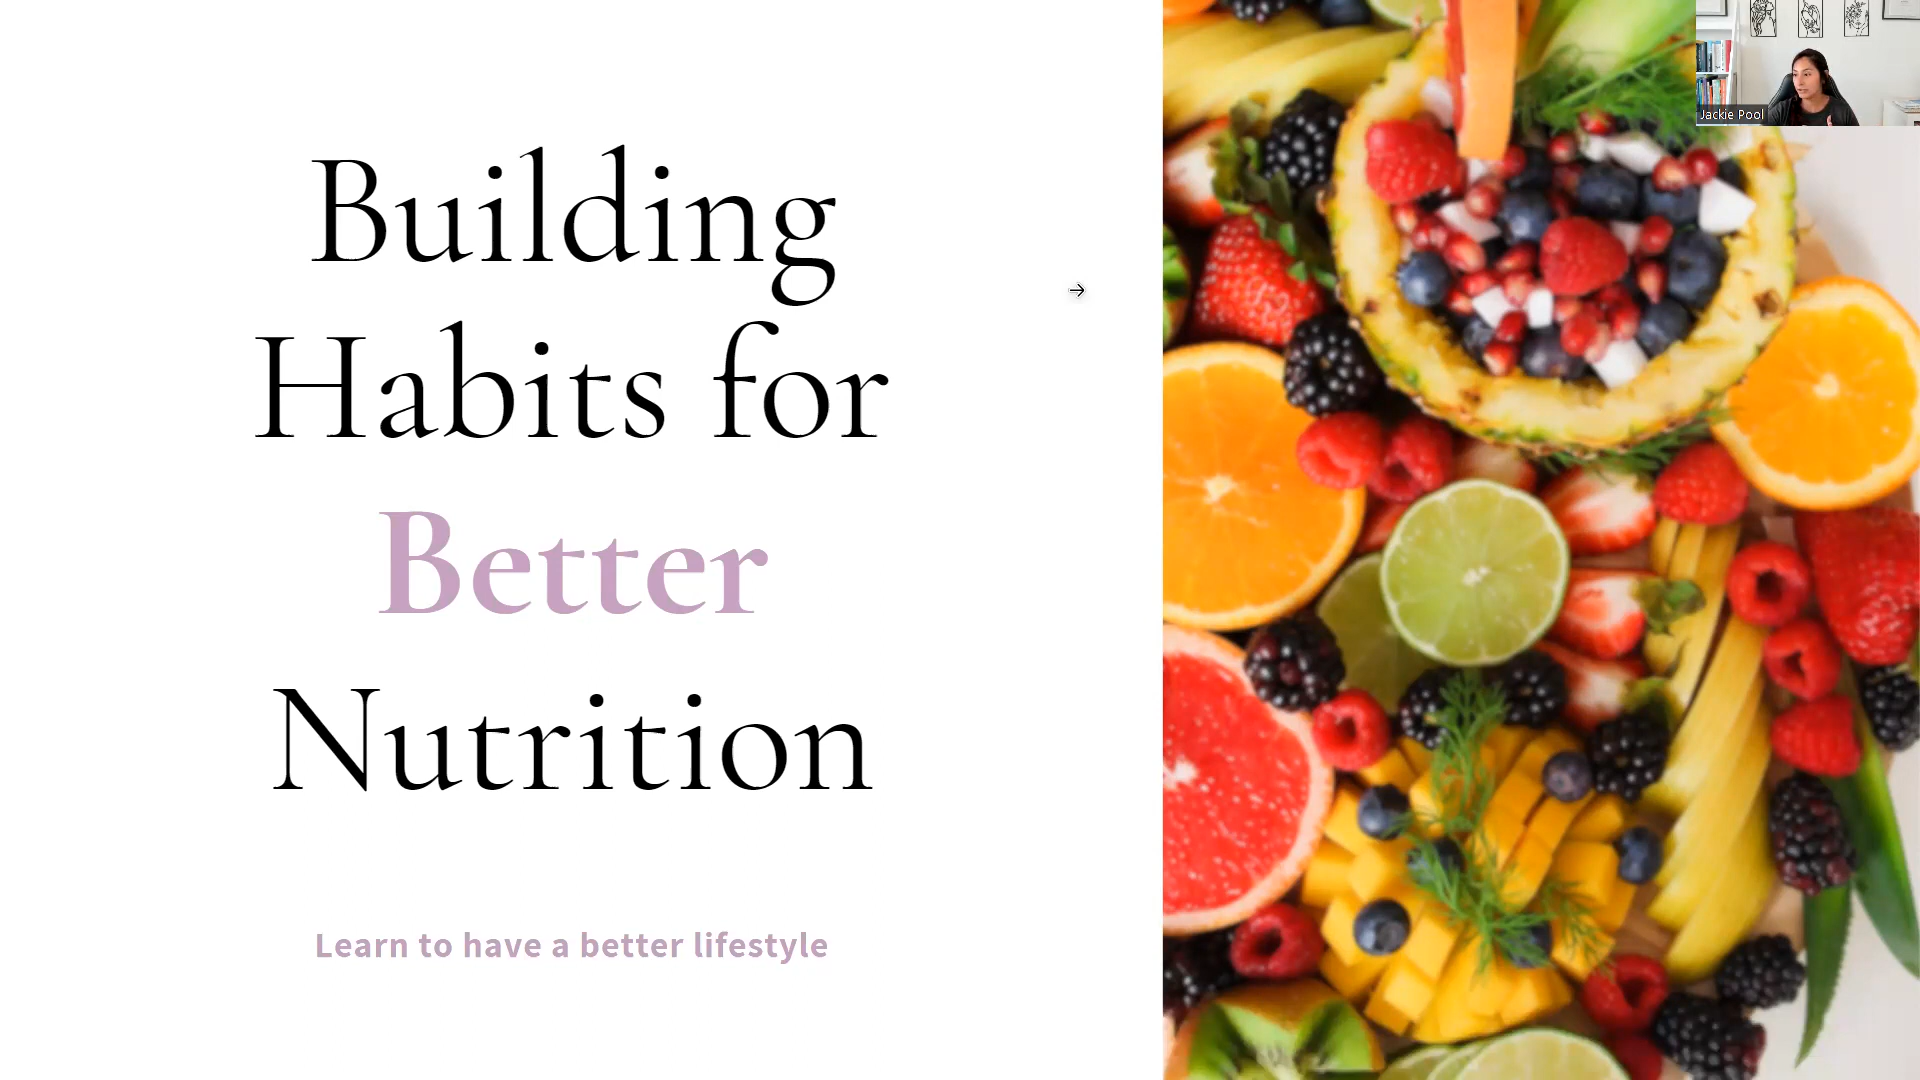 Building
Habits for
Better
Nutrition
Learn to have a better lifestyle
Jackie Pool